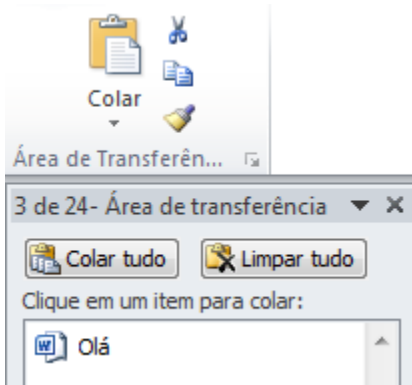 Colar
Área de Transferên...
3 de 24- Área de transferência
Colar tudo Limpar tudo
Clique em um item para colar:
Olá